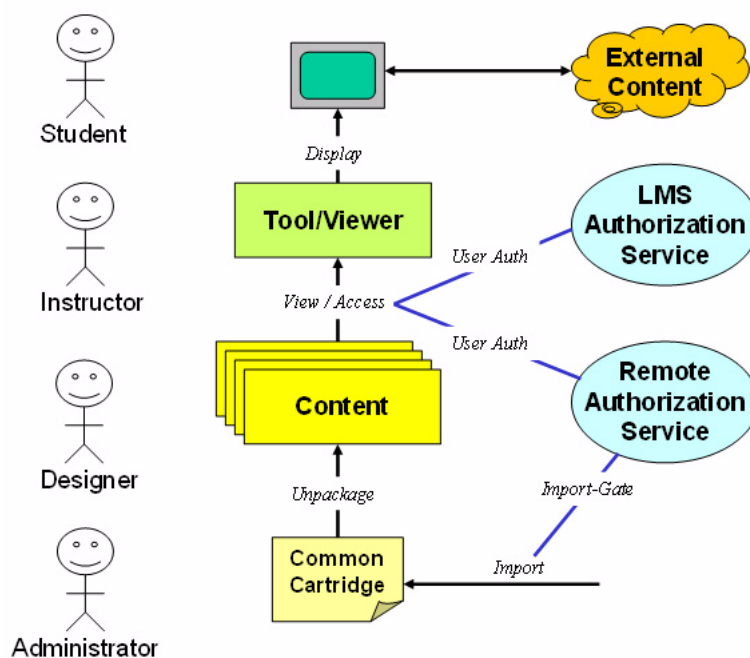 External
Content
Student
Display
LMS
Authorization
Service
Tool/Viewer
User Auth
Instructor
View / Access
User Auth
Remote
Authorization
Service
Content
Designer
Unpackage
Import-Gate
Common
Cartridge
Import
Administrator